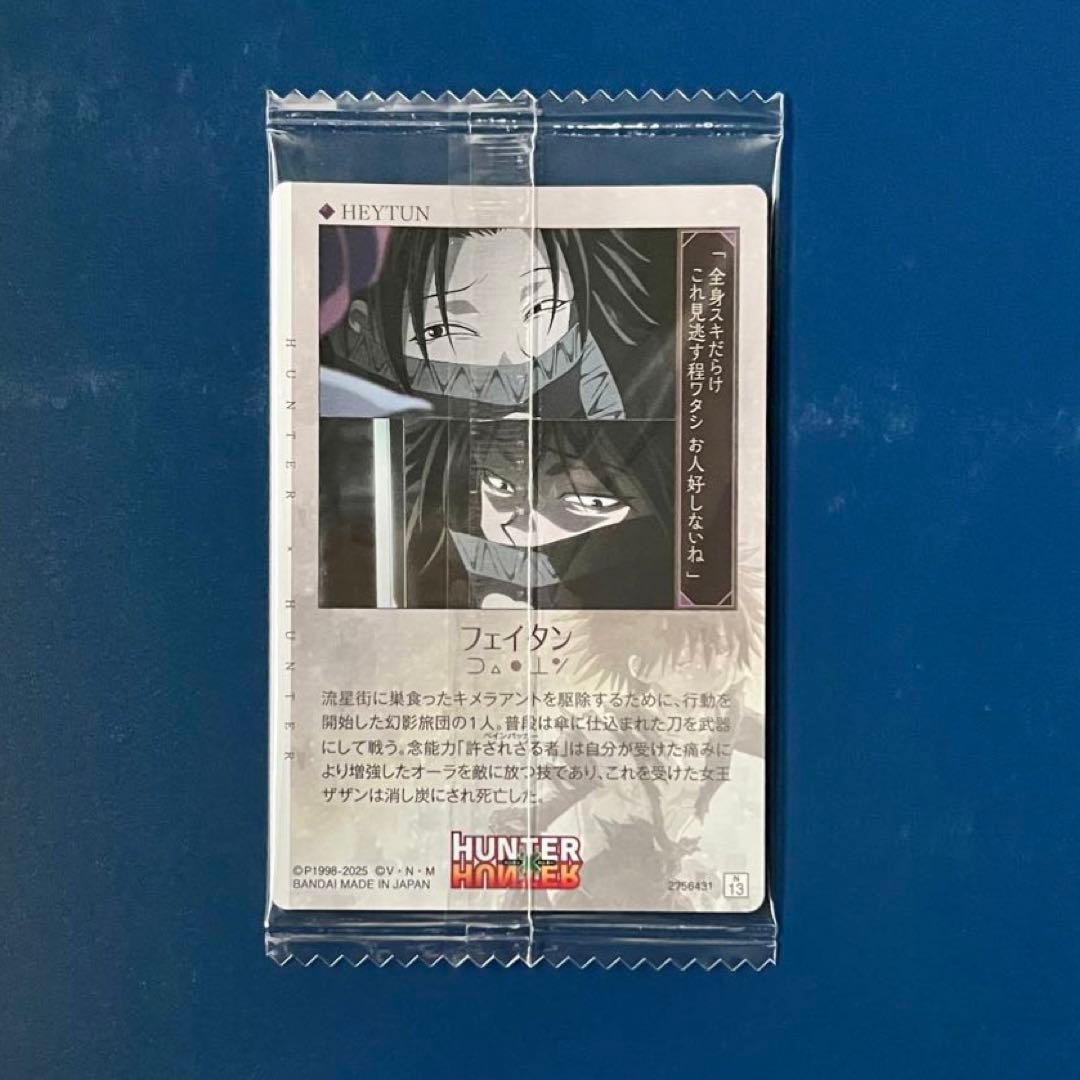 HEYTUN
「全身スキだらけ
これ見逃す程ワタシ お人好しないね」
HUNTER × HUNTER
フェイタン
流星街に巣食ったキメラアントを駆除するために、行動を
開始した幻影旅団の1人。普段は傘に仕込まれた刀を武器
ペインパッカー
にして戦う。念能力「許されざる者」は自分が受けた痛みに
より増強したオーラを敵に放つ技であり、これを受けた女王
ザザンは消し炭にされ死亡した。
HUNTER
HUNTER
©P1998-2025 ©V・N・M
BANDAI MADE IN JAPAN
2756431
N
13